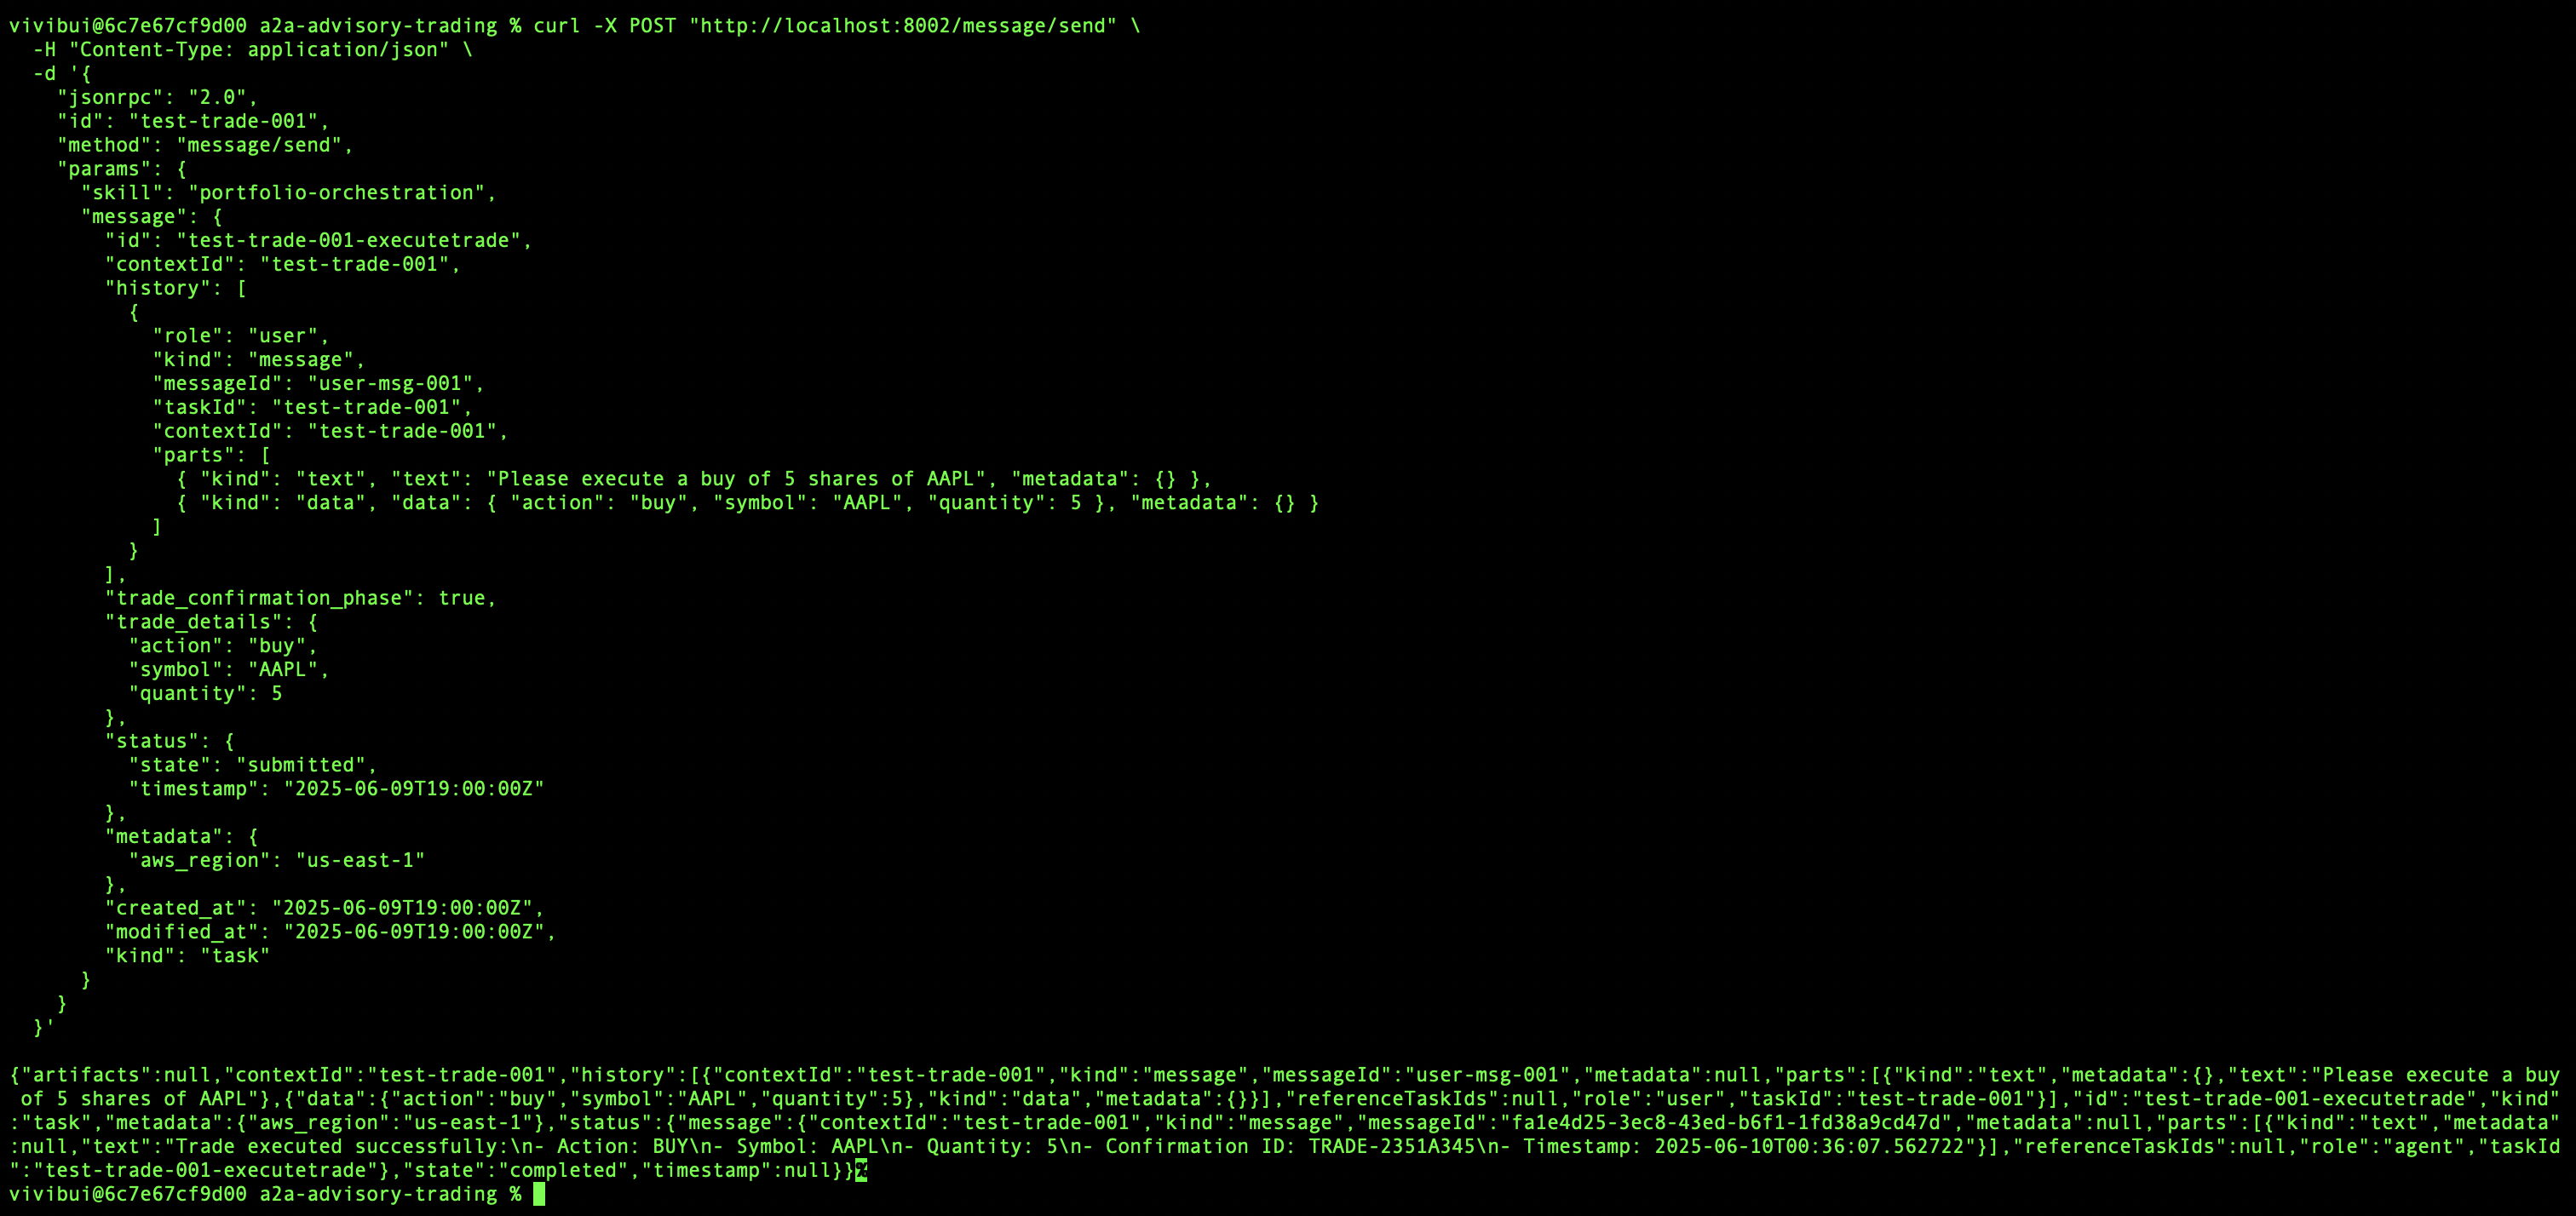 vivibui@6c7e67cf9d00 a2a-advisory-trading % curl -X POST "http://localhost:8002/message/send" \
  -H "Content-Type: application/json" \
  -d '{
    "jsonrpc": "2.0",
    "id": "test-trade-001",
    "method": "message/send",
    "params": {
      "skill": "portfolio-orchestration",
      "message": {
        "id": "test-trade-001-executetrade",
        "contextId": "test-trade-001",
        "history": [
          {
            "role": "user",
            "kind": "message",
            "messageId": "user-msg-001",
            "taskId": "test-trade-001",
            "contextId": "test-trade-001",
            "parts": [
              { "kind": "text", "text": "Please execute a buy of 5 shares of AAPL", "metadata": {} },
              { "kind": "data", "data": { "action": "buy", "symbol": "AAPL", "quantity": 5 }, "metadata": {} }
            ]
          }
        ],
        "trade_confirmation_phase": true,
        "trade_details": {
          "action": "buy",
          "symbol": "AAPL",
          "quantity": 5
        },
        "status": {
          "state": "submitted",
          "timestamp": "2025-06-09T19:00:00Z"
        },
        "metadata": {
          "aws_region": "us-east-1"
        },
        "created_at": "2025-06-09T19:00:00Z",
        "modified_at": "2025-06-09T19:00:00Z",
        "kind": "task"
      }
    }
  }'

{"artifacts":null,"contextId":"test-trade-001","history":[{"contextId":"test-trade-001","kind":"message","messageId":"user-msg-001","metadata":null,"parts":[{"kind":"text","metadata":{},"text":"Please execute a buy
 of 5 shares of AAPL"},{"data":{"action":"buy","symbol":"AAPL","quantity":5},"kind":"data","metadata":{}}],"referenceTaskIds":null,"role":"user","taskId":"test-trade-001"}],"id":"test-trade-001-executetrade","kind"
:"task","metadata":{"aws_region":"us-east-1"},"status":{"message":{"contextId":"test-trade-001","kind":"message","messageId":"fa1e4d25-3ec8-43ed-b6f1-1fd38a9cd47d","metadata":null,"parts":[{"kind":"text","metadata"
:null,"text":"Trade executed successfully:\n- Action: BUY\n- Symbol: AAPL\n- Quantity: 5\n- Confirmation ID: TRADE-2351A345\n- Timestamp: 2025-06-10T00:36:07.562722"}],"referenceTaskIds":null,"role":"agent","taskId
":"test-trade-001-executetrade"},"state":"completed","timestamp":null}}%
vivibui@6c7e67cf9d00 a2a-advisory-trading %